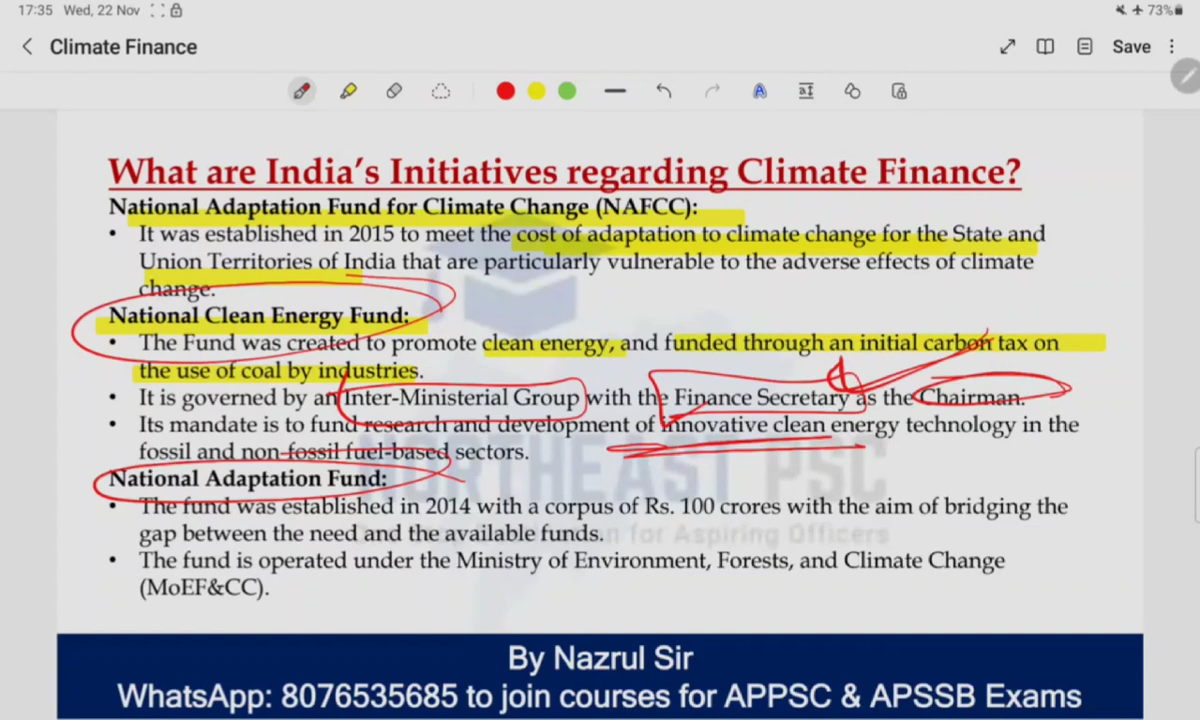 17:35 Wed, 22 Nov
73%
Climate Finance
Save
What are India's Initiatives regarding Climate Finance?
National Adaptation Fund for Climate Change (NAFCC):
• It was established in 2015 to meet the cost of adaptation to climate change for the State and
Union Territories of India that are particularly vulnerable to the adverse effects of climate
change.
National Clean Energy Fund:
• The Fund was created to promote clean energy, and funded through an initial carbon tax on
the use of coal by industries.
• It is governed by an Inter-Ministerial Group with the Finance Secretary as the Chairman.
• Its mandate is to fund research and development of innovative clean energy technology in the
fossil and non-fossil fuel-based sectors.
NORTHEAST PSC
National Adaptation Fund:
• The fund was established in 2014 with a corpus of Rs. 100 crores with the aim of bridging the
gap between the need and the available funds.
for Aspiring Officers
• The fund is operated under the Ministry of Environment, Forests, and Climate Change
(MoEF&CC).
By Nazrul Sir
WhatsApp: 8076535685 to join courses for APPSC & APSSB Exams